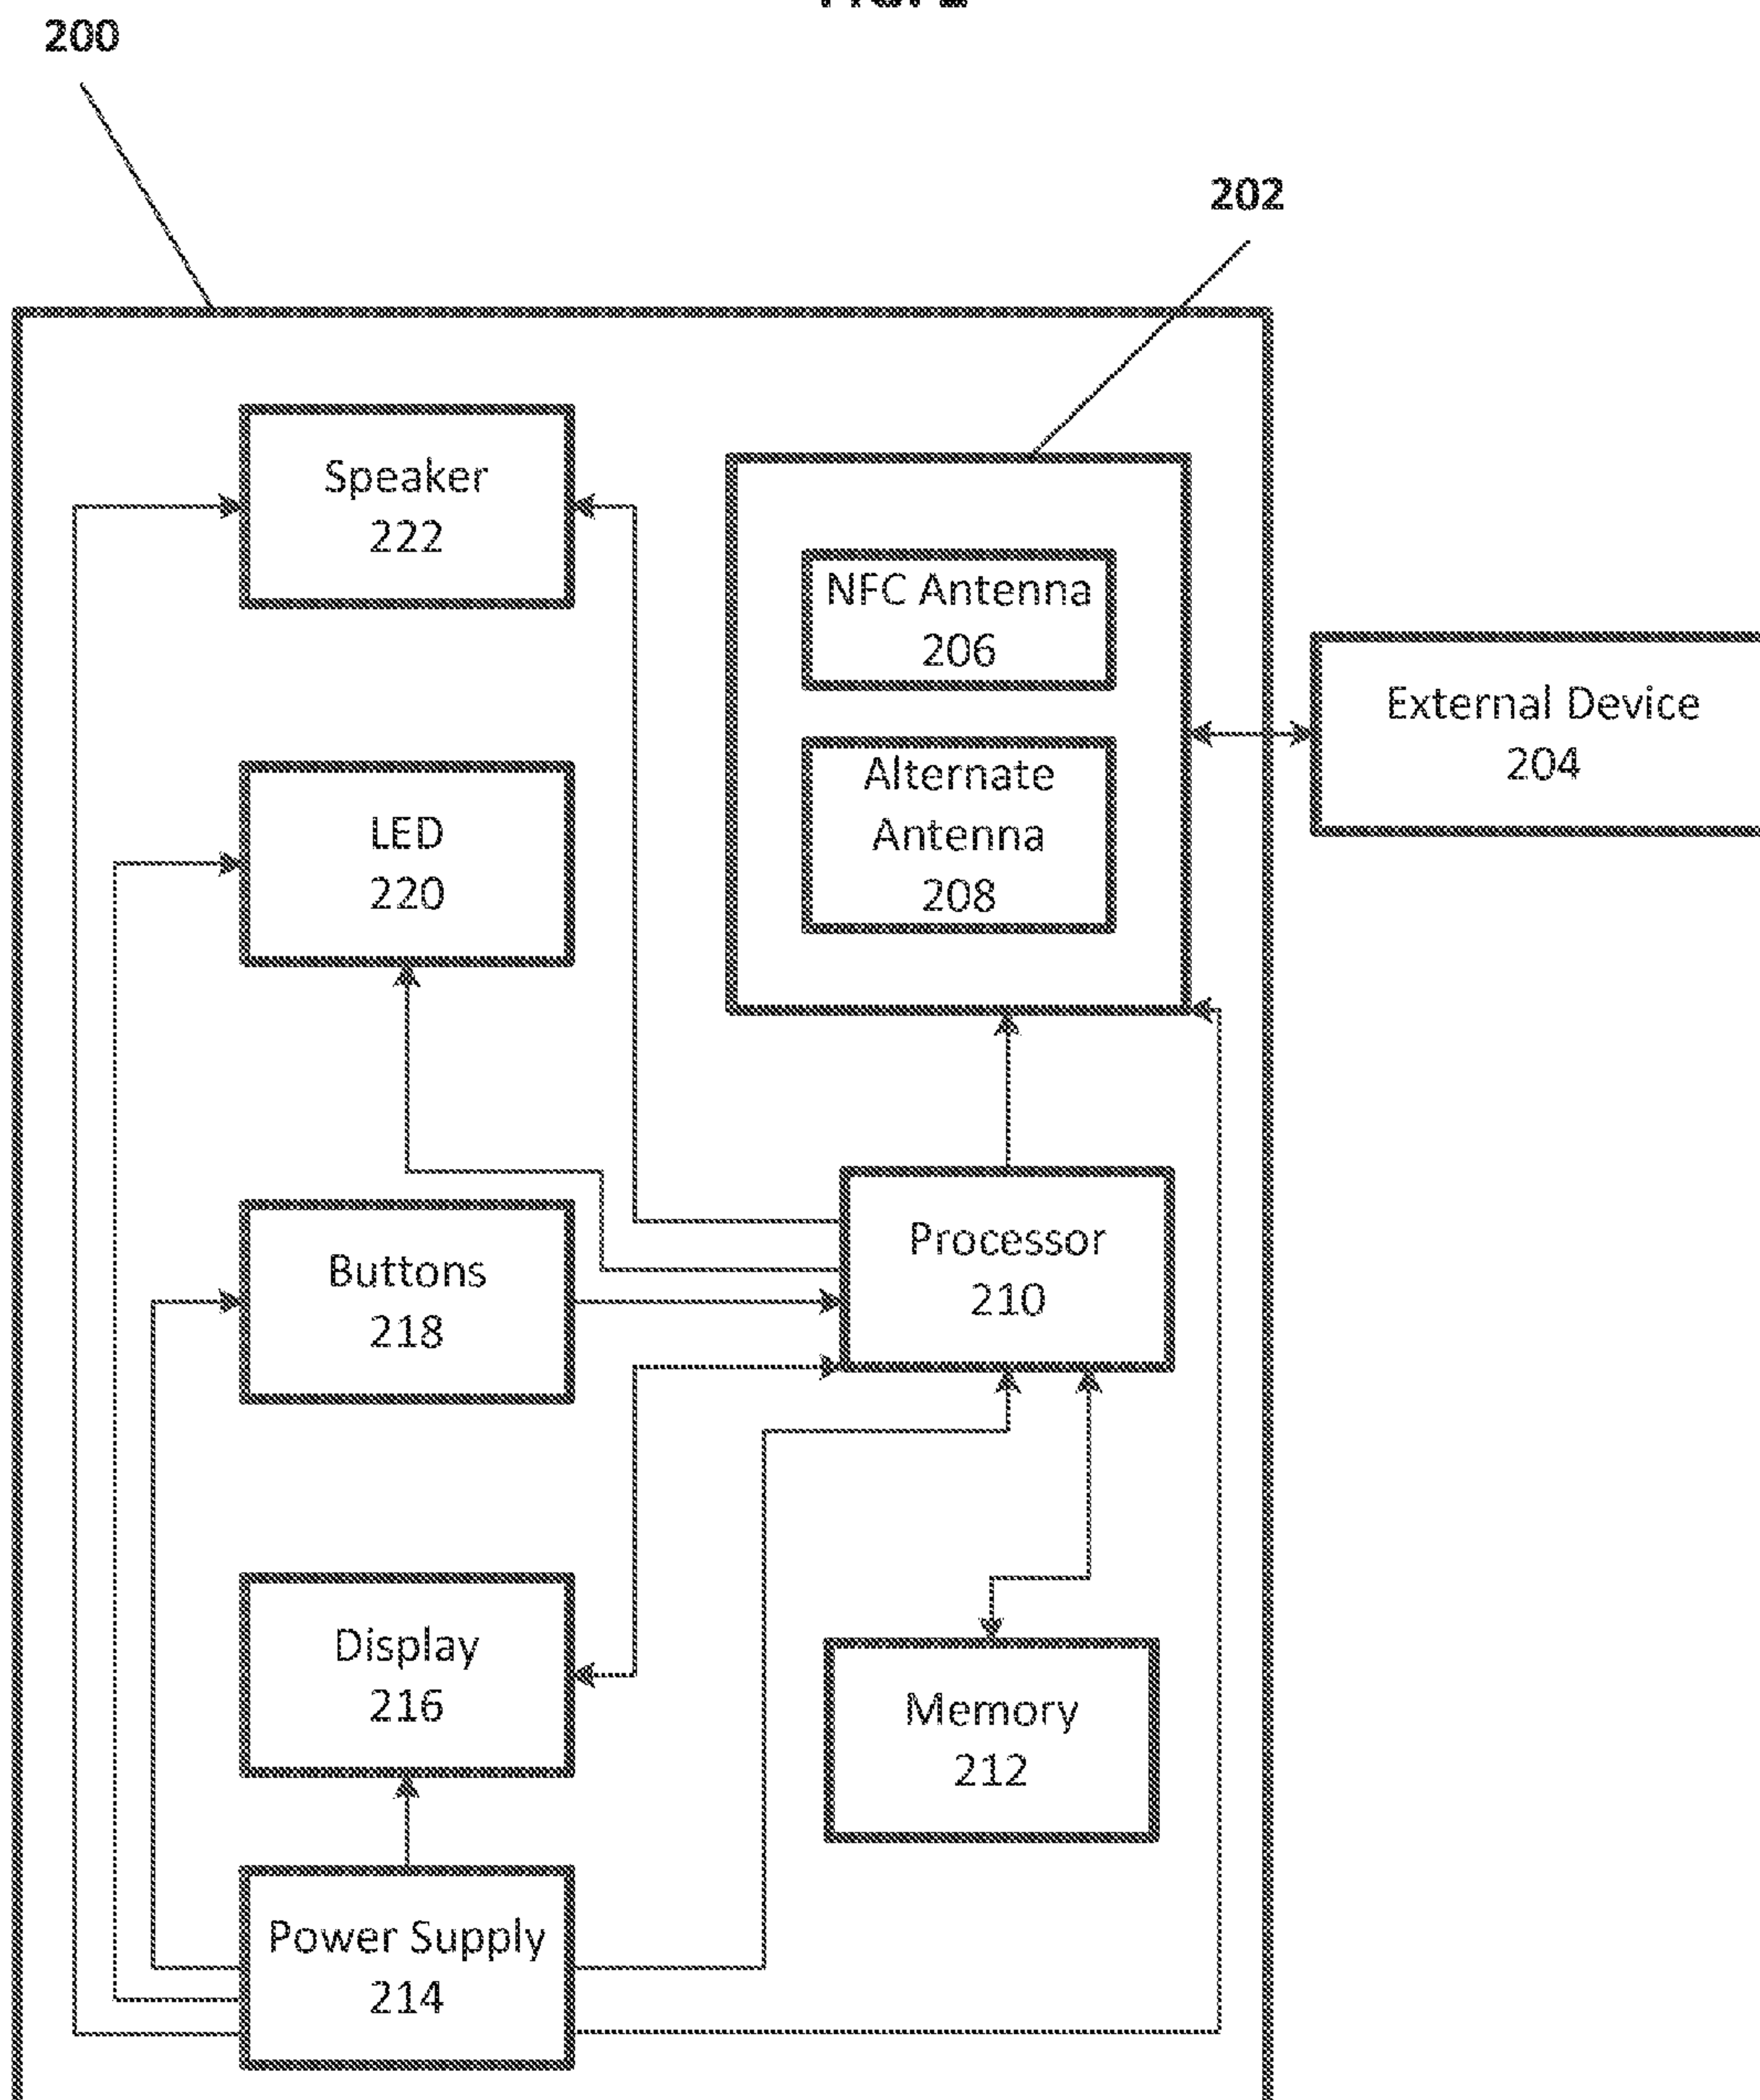 200
202
Speaker
222
NFC Antenna
206
External Device
204
Alternate
Antenna
208
LED
220
Processor
210
Buttons
218
Display
216
Memory
212
Power Supply
214